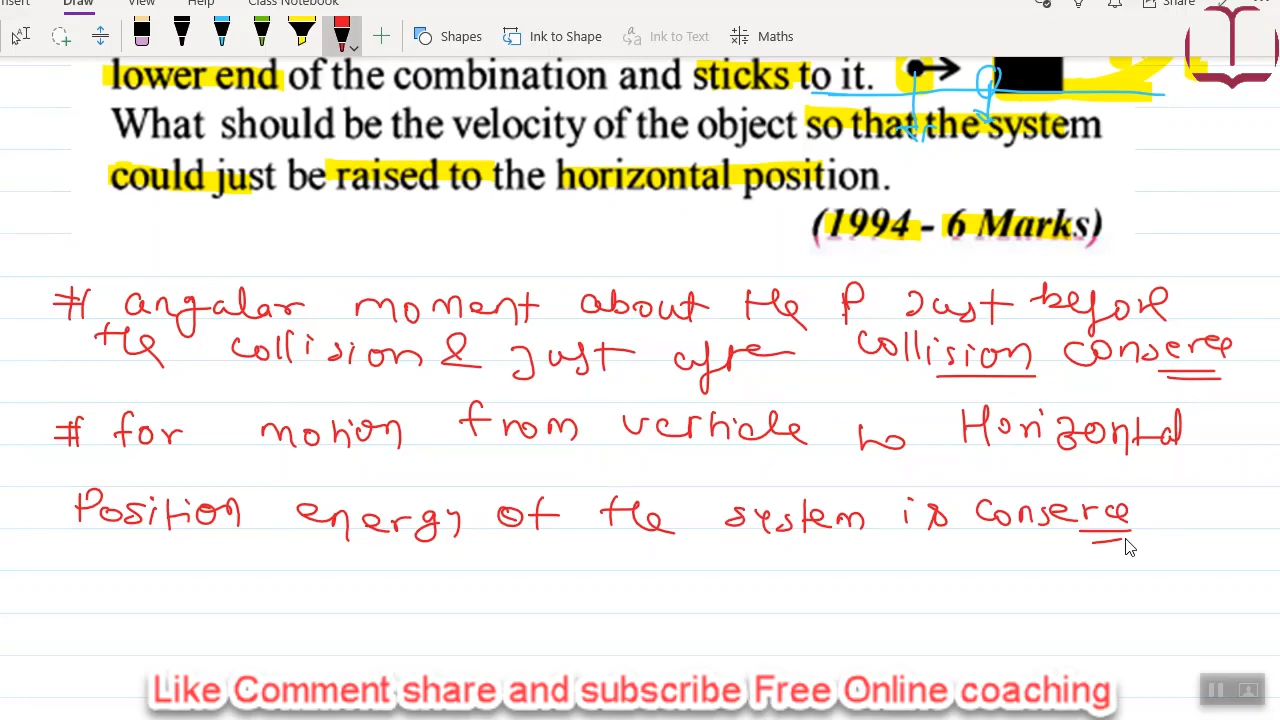 nsert
Draw
View
Help
Class Notebook
Share
Shapes
Ink to Shape
Ink to Text
Maths
lower end of the combination and sticks to it.
What should be the velocity of the object so that the system
could just be raised to the horizontal position.
(1994 - 6 Marks)
# angalar moment about the P Just before
the collision & Just after collision conserve
# for motion from verticle to Horizontal
Position energy of the system is conserve
Like Comment share and subscribe Free Online coaching